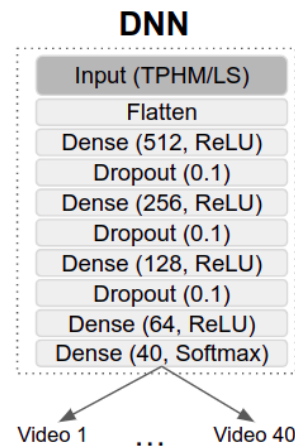 DNN
Input (TPHM/LS)
Flatten
Dense (512, ReLU)
Dropout (0.1)
Dense (256, ReLU)
Dropout (0.1)
Dense (128, ReLU)
Dropout (0.1)
Dense (64, ReLU)
Dense (40, Softmax)
Video 1 ... Video 40